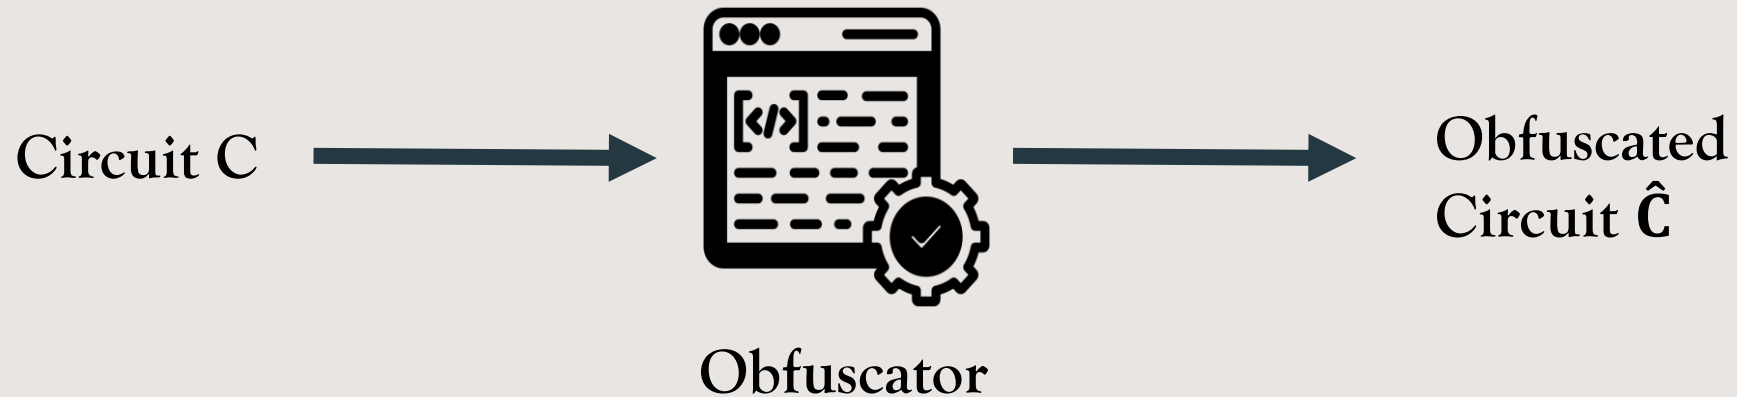 Circuit C
</>
Obfuscated
Circuit Ĉ
Obfuscator